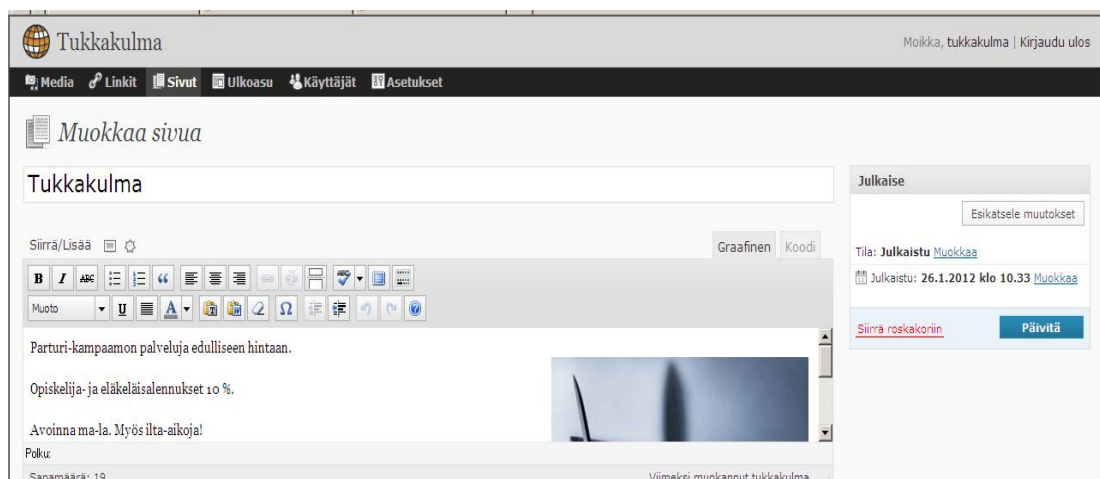 Tukkakulma
Moikka, tukkakulma | Kirjaudu ulos
Media Linkit Sivut Ulkoasu Käyttäjät Asetukset
Muokkaa sivua
Tukkakulma
Julkaise
Esikatsele muutokset
Siirrä/Lisää
Graafinen Koodi
Tila: Julkaistu Muokkaa
B I ABC ABC
Julkaistu: 26.1.2012 klo 10.33 Muokkaa
Muoto U A T W Ω
Siirrä roskakoriin Päivitä
Parturi-kampaamon palveluja edulliseen hintaan.
Opiskelija- ja eläkeläisalennukset 10 %.
Avoinna ma-la. Myös ilta-aikoja!
Polku:
Sanamäärä: 19 Viimeksi muokannut tukkakulma